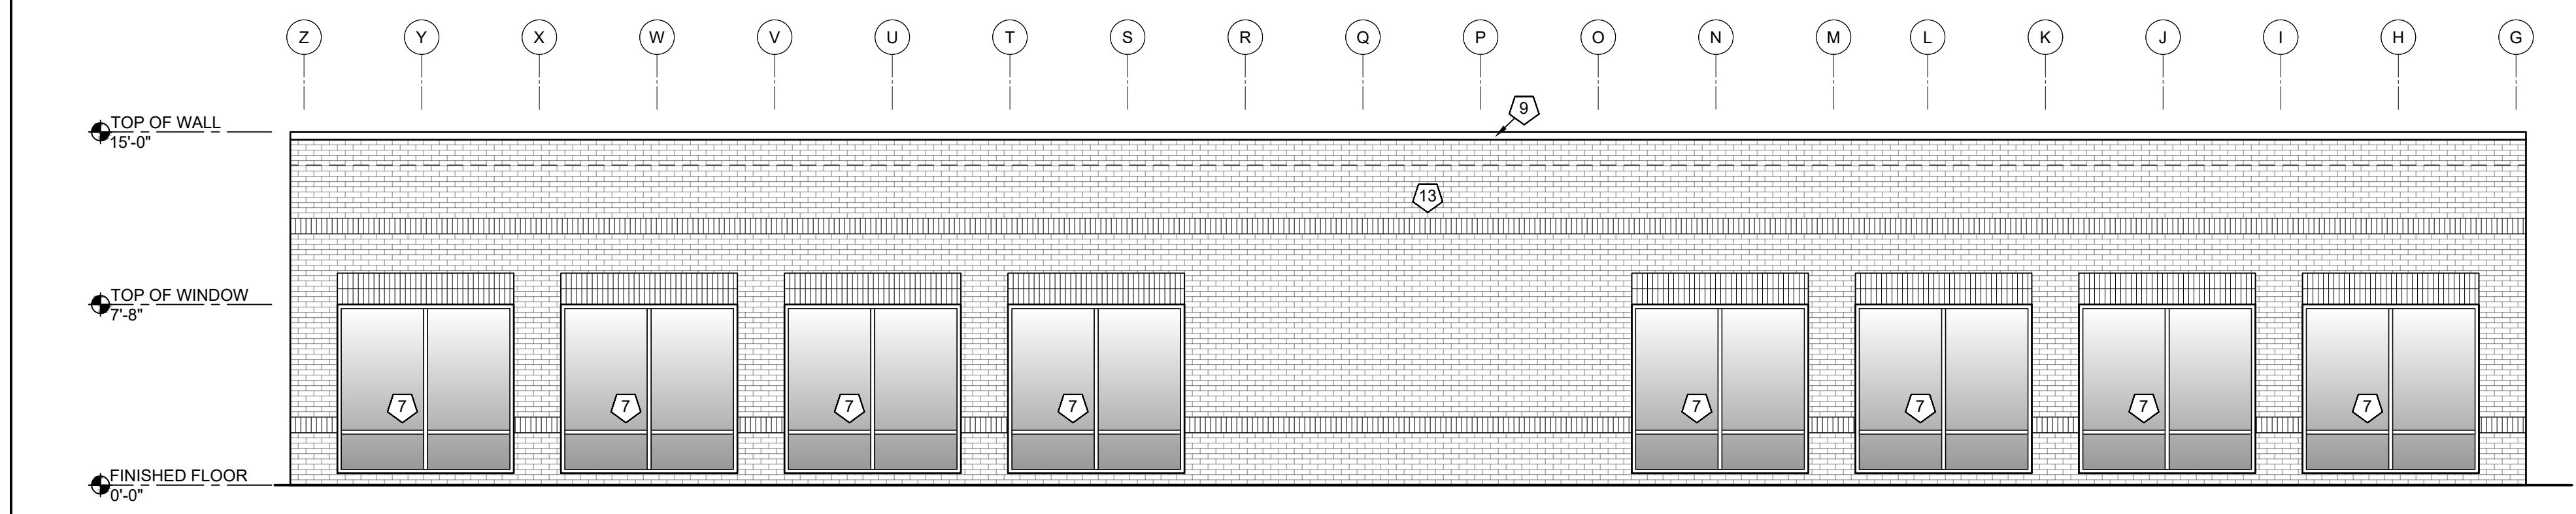 Z Y X W V U T S R Q P O N M L K J I H G
9
TOP OF WALL
15'-0"
13
TOP OF WINDOW
7'-8"
7 7 7 7 7 7 7 7
FINISHED FLOOR
0'-0"